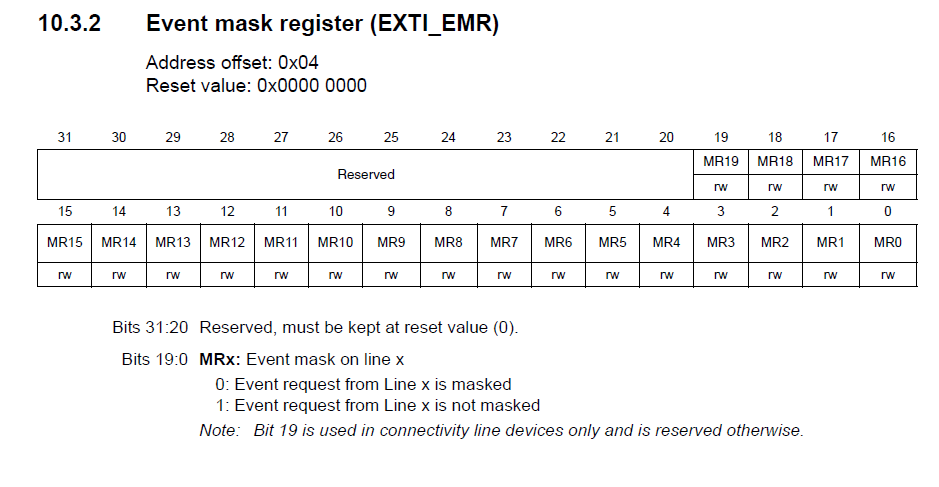 10.3.2 Event mask register (EXTI_EMR)
Address offset: 0x04
Reset value: 0x0000 0000
31 30 29 28 27 26 25 24 23 22 21 20 19 18 17 16
Reserved MR19 MR18 MR17 MR16
rw rw rw rw
15 14 13 12 11 10 9 8 7 6 5 4 3 2 1 0
MR15 MR14 MR13 MR12 MR11 MR10 MR9 MR8 MR7 MR6 MR5 MR4 MR3 MR2 MR1 MR0
rw rw rw rw rw rw rw rw rw rw rw rw rw rw rw rw
Bits 31:20 Reserved, must be kept at reset value (0).
Bits 19:0 MRx: Event mask on line x
0: Event request from Line x is masked
1: Event request from Line x is not masked
Note: Bit 19 is used in connectivity line devices only and is reserved otherwise.